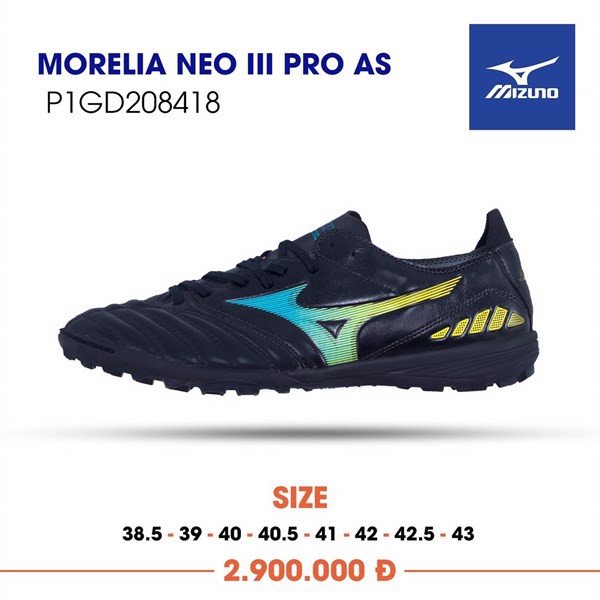 MORELIA NEO III PRO AS
P1GD208418
MIZUNO
SIZE
38.5 - 39 - 40 - 40.5 - 41 - 42 - 42.5 - 43
2.900.000 Đ